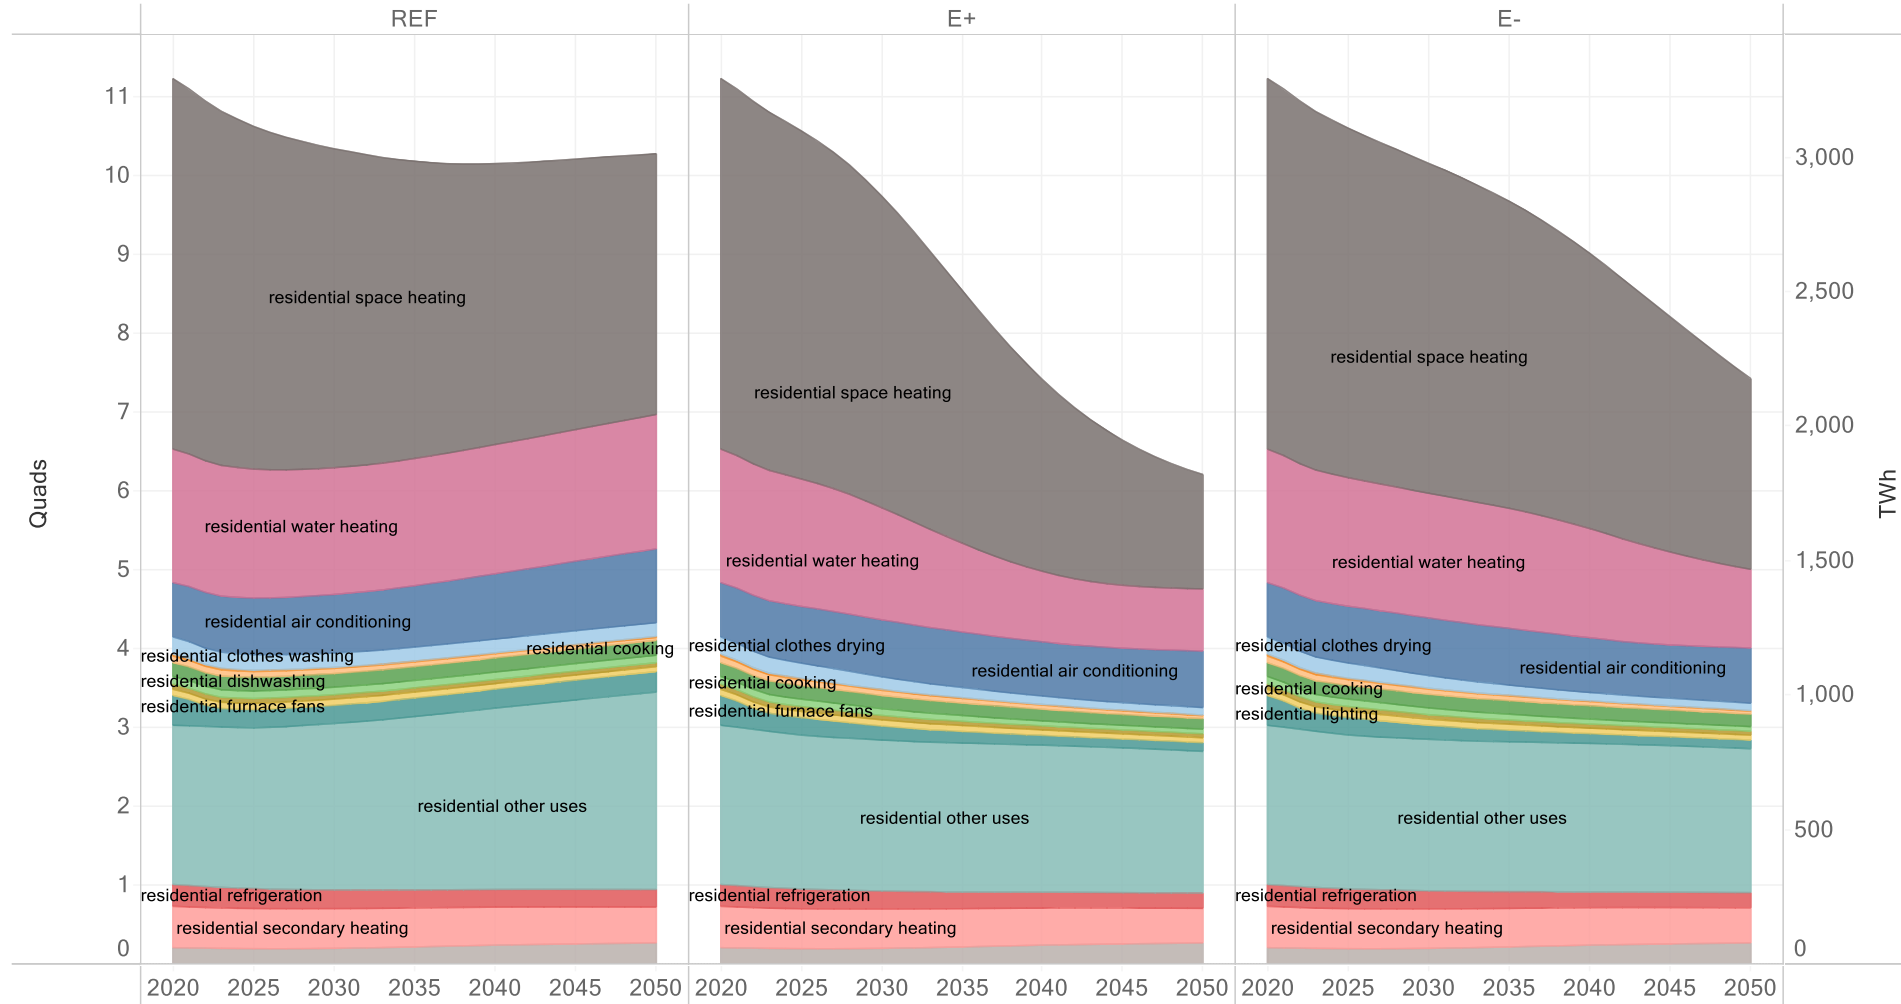 REF E+ E-
11
10
9
8
7
6
5
4
3
2
1
0
Quads
3,000
2,500
2,000
1,500
1,000
500
0
TWh
residential space heating
residential water heating
residential air conditioning
residential clothes washing
residential cooking
residential dishwashing
residential furnace fans
residential other uses
residential refrigeration
residential secondary heating
residential space heating
residential water heating
residential clothes drying
residential air conditioning
residential cooking
residential furnace fans
residential other uses
residential refrigeration
residential secondary heating
residential space heating
residential water heating
residential clothes drying
residential air conditioning
residential cooking
residential lighting
residential other uses
residential refrigeration
residential secondary heating
2020 2025 2030 2035 2040 2045 2050 2020 2025 2030 2035 2040 2045 2050 2020 2025 2030 2035 2040 2045 2050